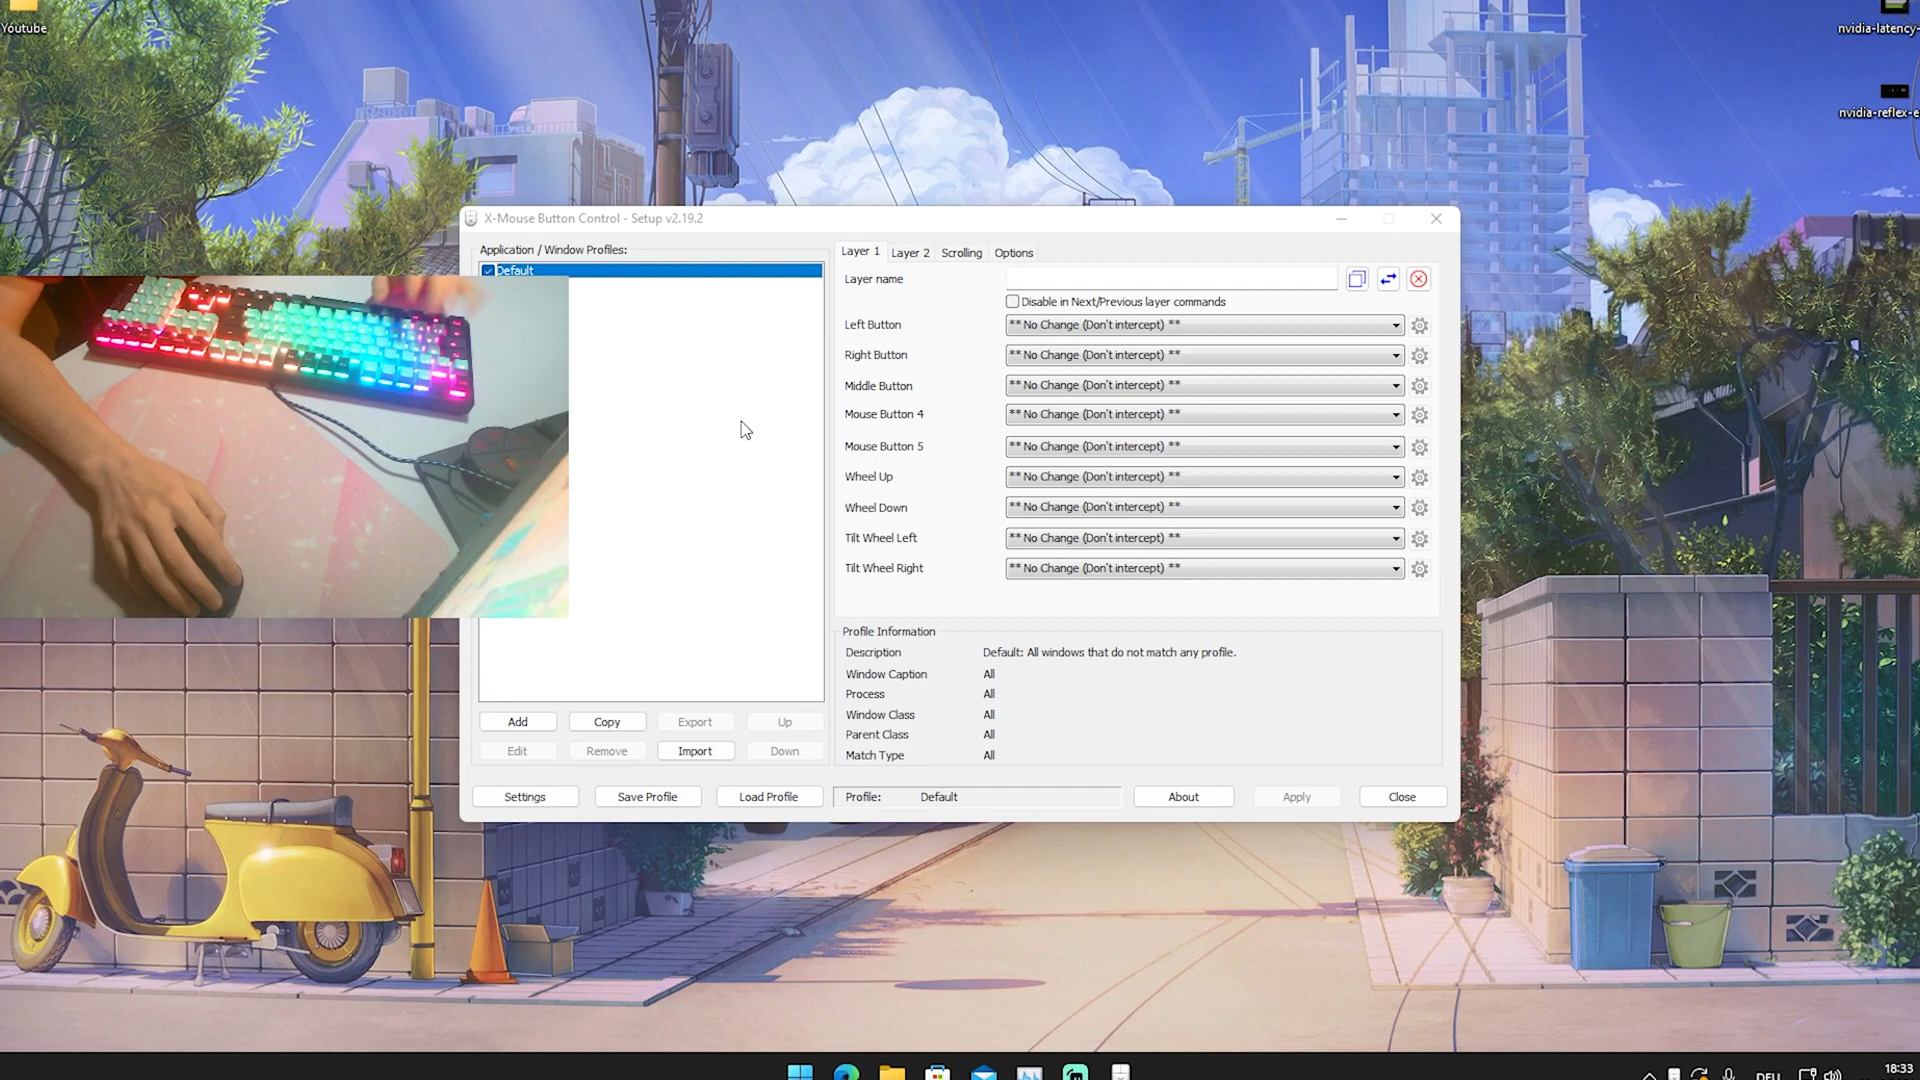 Youtube
nvidia-latency-
nvidia-reflex-e
X-Mouse Button Control - Setup v2.19.2
Application / Window Profiles:
Default
Layer 1
Layer 2
Scrolling
Options
Layer name
Disable in Next/Previous layer commands
Left Button
** No Change (Don't intercept) **
Right Button
** No Change (Don't intercept) **
Middle Button
** No Change (Don't intercept) **
Mouse Button 4
** No Change (Don't intercept) **
Mouse Button 5
** No Change (Don't intercept) **
Wheel Up
** No Change (Don't intercept) **
Wheel Down
** No Change (Don't intercept) **
Tilt Wheel Left
** No Change (Don't intercept) **
Tilt Wheel Right
** No Change (Don't intercept) **
Profile Information
Description
Default: All windows that do not match any profile.
Window Caption
All
Process
All
Window Class
All
Parent Class
All
Match Type
All
Add
Copy
Export
Up
Edit
Remove
Import
Down
Settings
Save Profile
Load Profile
Profile:
Default
About
Apply
Close
DEU
18:33